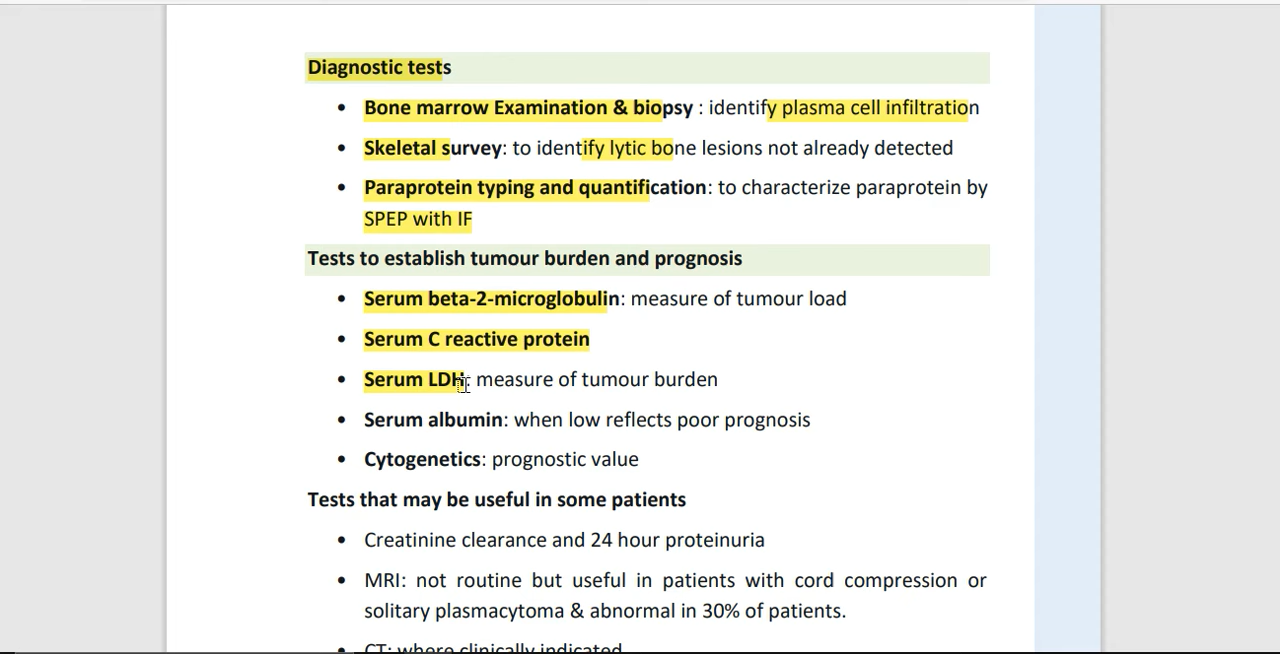 Diagnostic tests
• Bone marrow Examination & biopsy : identify plasma cell infiltration
• Skeletal survey: to identify lytic bone lesions not already detected
• Paraprotein typing and quantification: to characterize paraprotein by
SPEP with IF
Tests to establish tumour burden and prognosis
• Serum beta-2-microglobulin: measure of tumour load
• Serum C reactive protein
• Serum LDH: measure of tumour burden
• Serum albumin: when low reflects poor prognosis
• Cytogenetics: prognostic value
Tests that may be useful in some patients
• Creatinine clearance and 24 hour proteinuria
• MRI: not routine but useful in patients with cord compression or
solitary plasmacytoma & abnormal in 30% of patients.
• CT: where clinically indicated